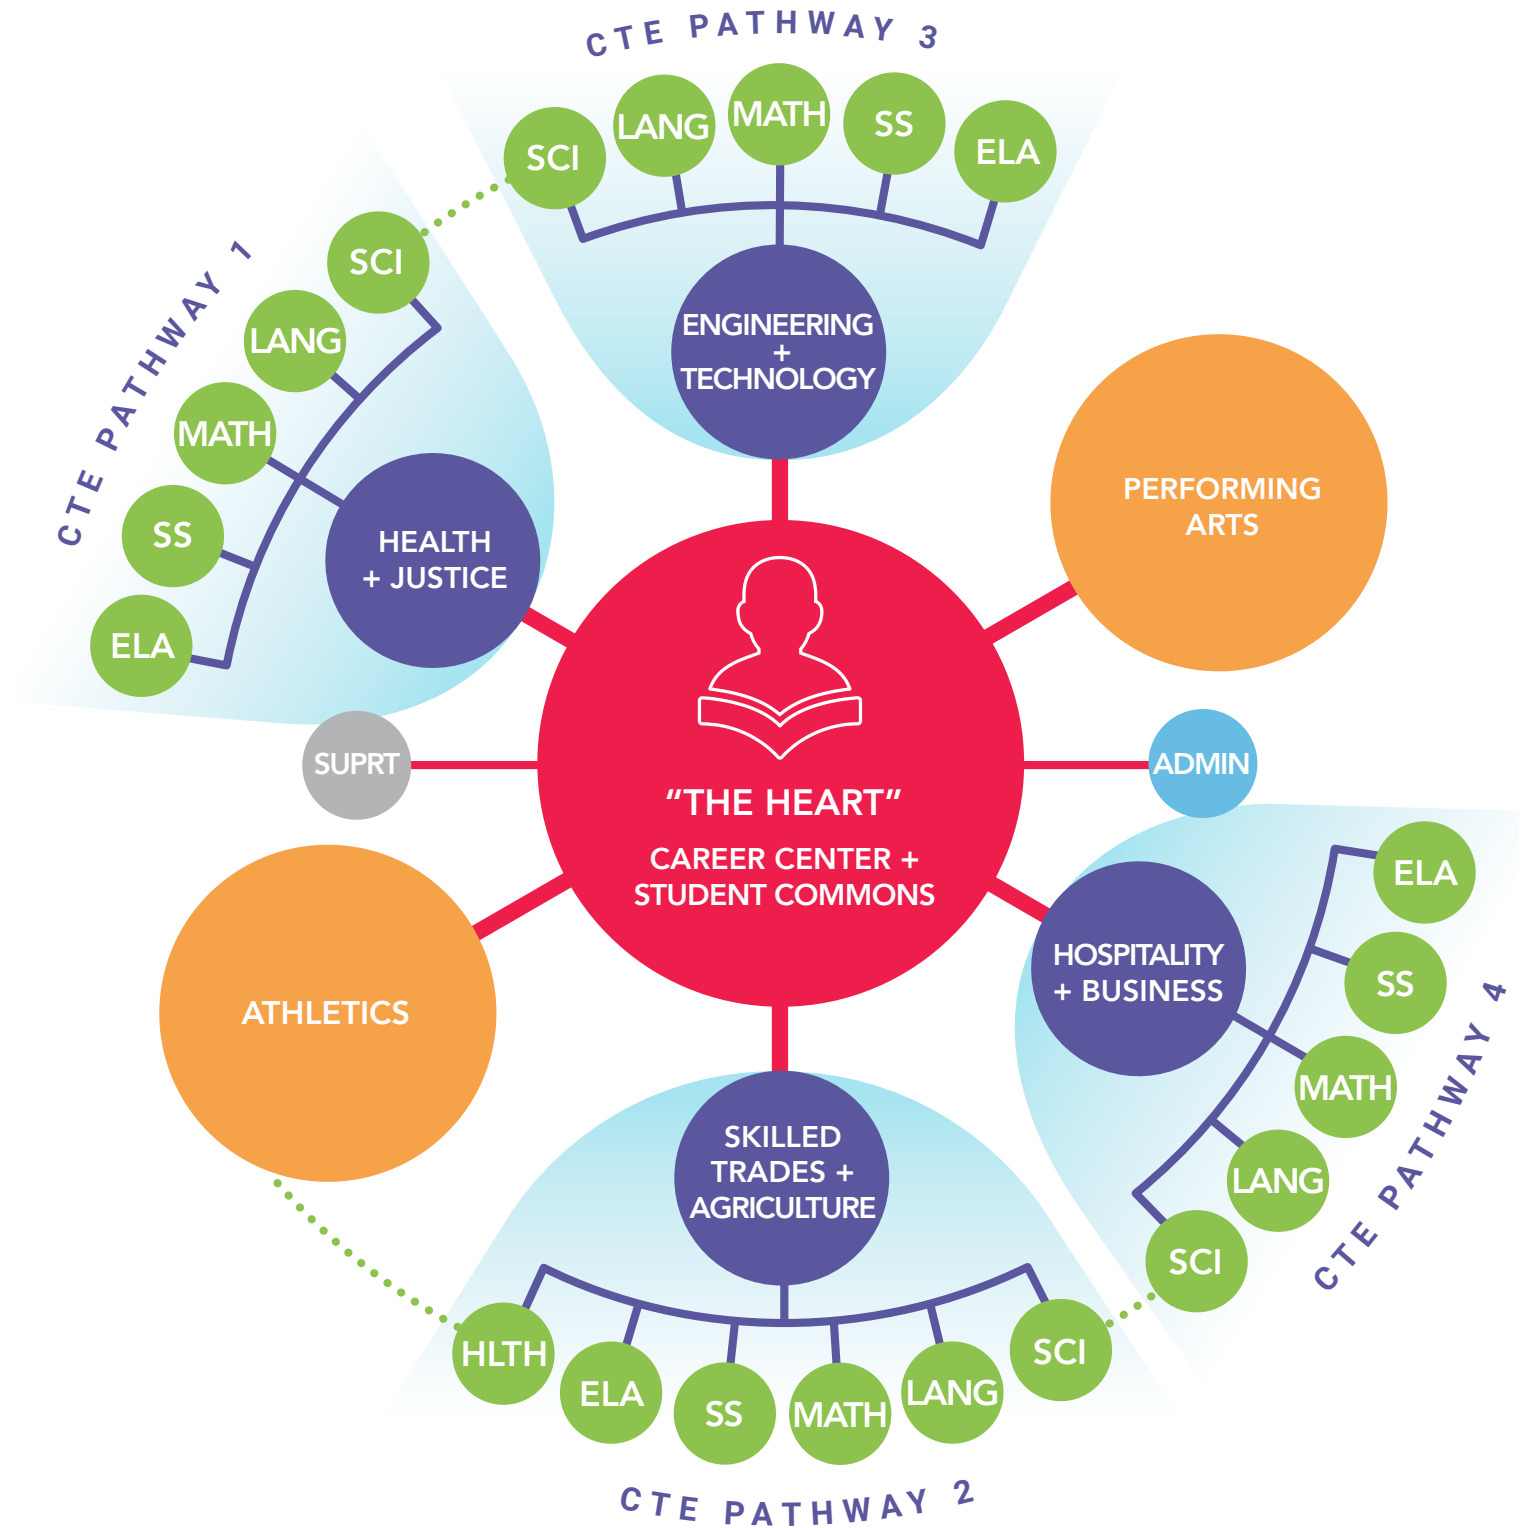 CTE PATHWAY 3
SCI
LANG
MATH
SS
ELA
ENGINEERING
+
TECHNOLOGY
CTE PATHWAY 1
SCI
LANG
MATH
SS
ELA
HEALTH
+ JUSTICE
PERFORMING
ARTS
SUPRT
ADMIN
“THE HEART”
CAREER CENTER +
STUDENT COMMONS
ATHLETICS
HOSPITALITY
+ BUSINESS
ELA
SS
MATH
LANG
SCI
CTE PATHWAY 4
SKILLED
TRADES +
AGRICULTURE
HLTH
ELA
SS
MATH
LANG
SCI
CTE PATHWAY 2